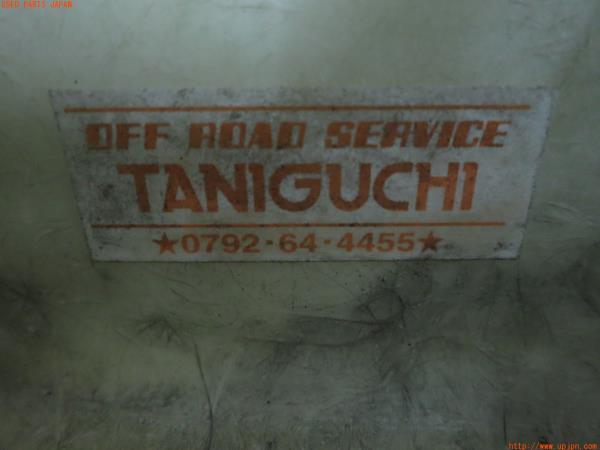 USED PARTS JAPAN
OFF ROAD SERVICE
TANIGUCHI
★0792・64・4455★
http://www.upjpn.com